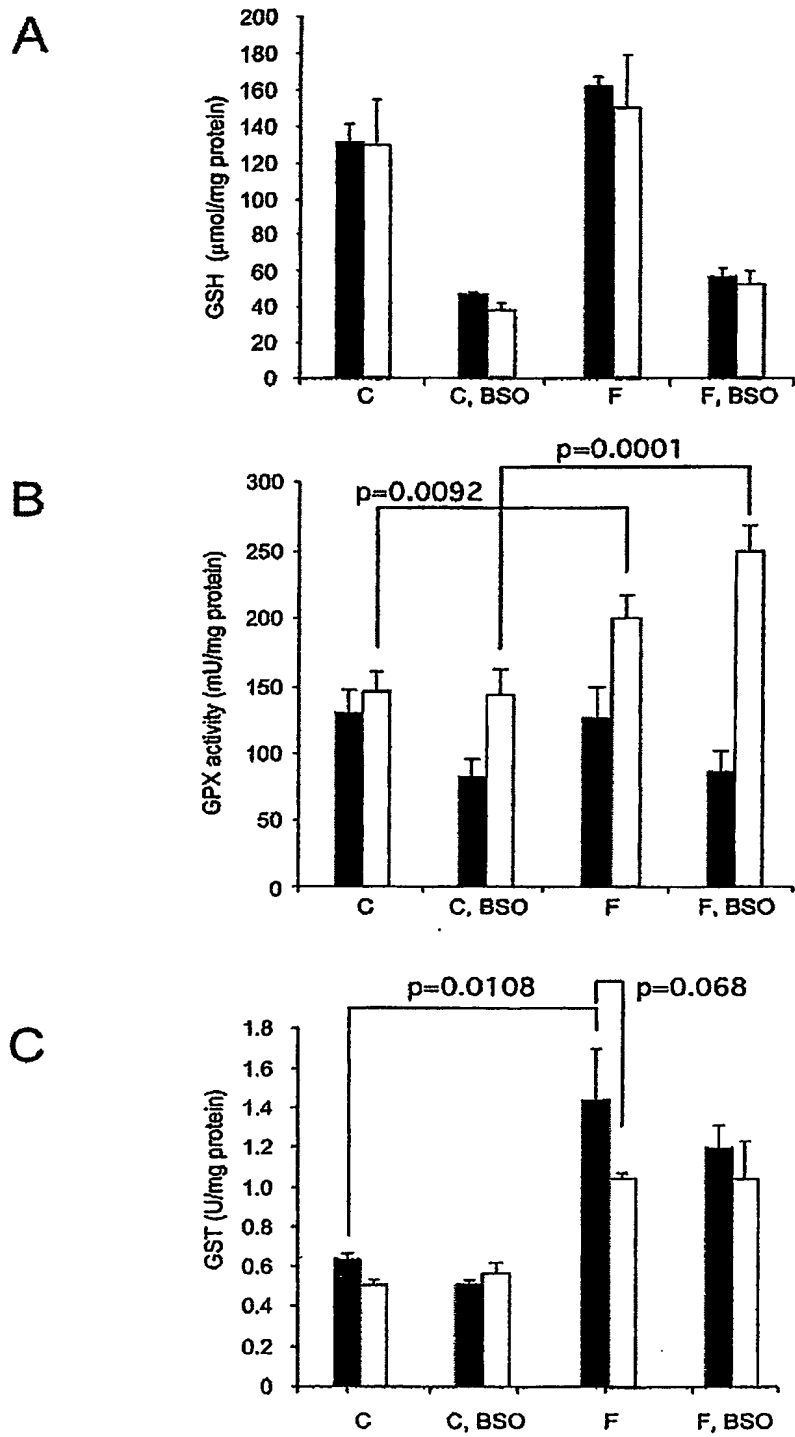 A
GSH (μmol/mg protein)
200
180
160
140
120
100
80
60
40
20
0
C
C, BSO
F
F, BSO
B
GPX activity (mU/mg protein)
p=0.0001
p=0.0092
300
250
200
150
100
50
0
C
C, BSO
F
F, BSO
C
GST (U/mg protein)
p=0.0108
p=0.068
1.8
1.6
1.4
1.2
1.0
0.8
0.6
0.4
0.2
0
C
C, BSO
F
F, BSO